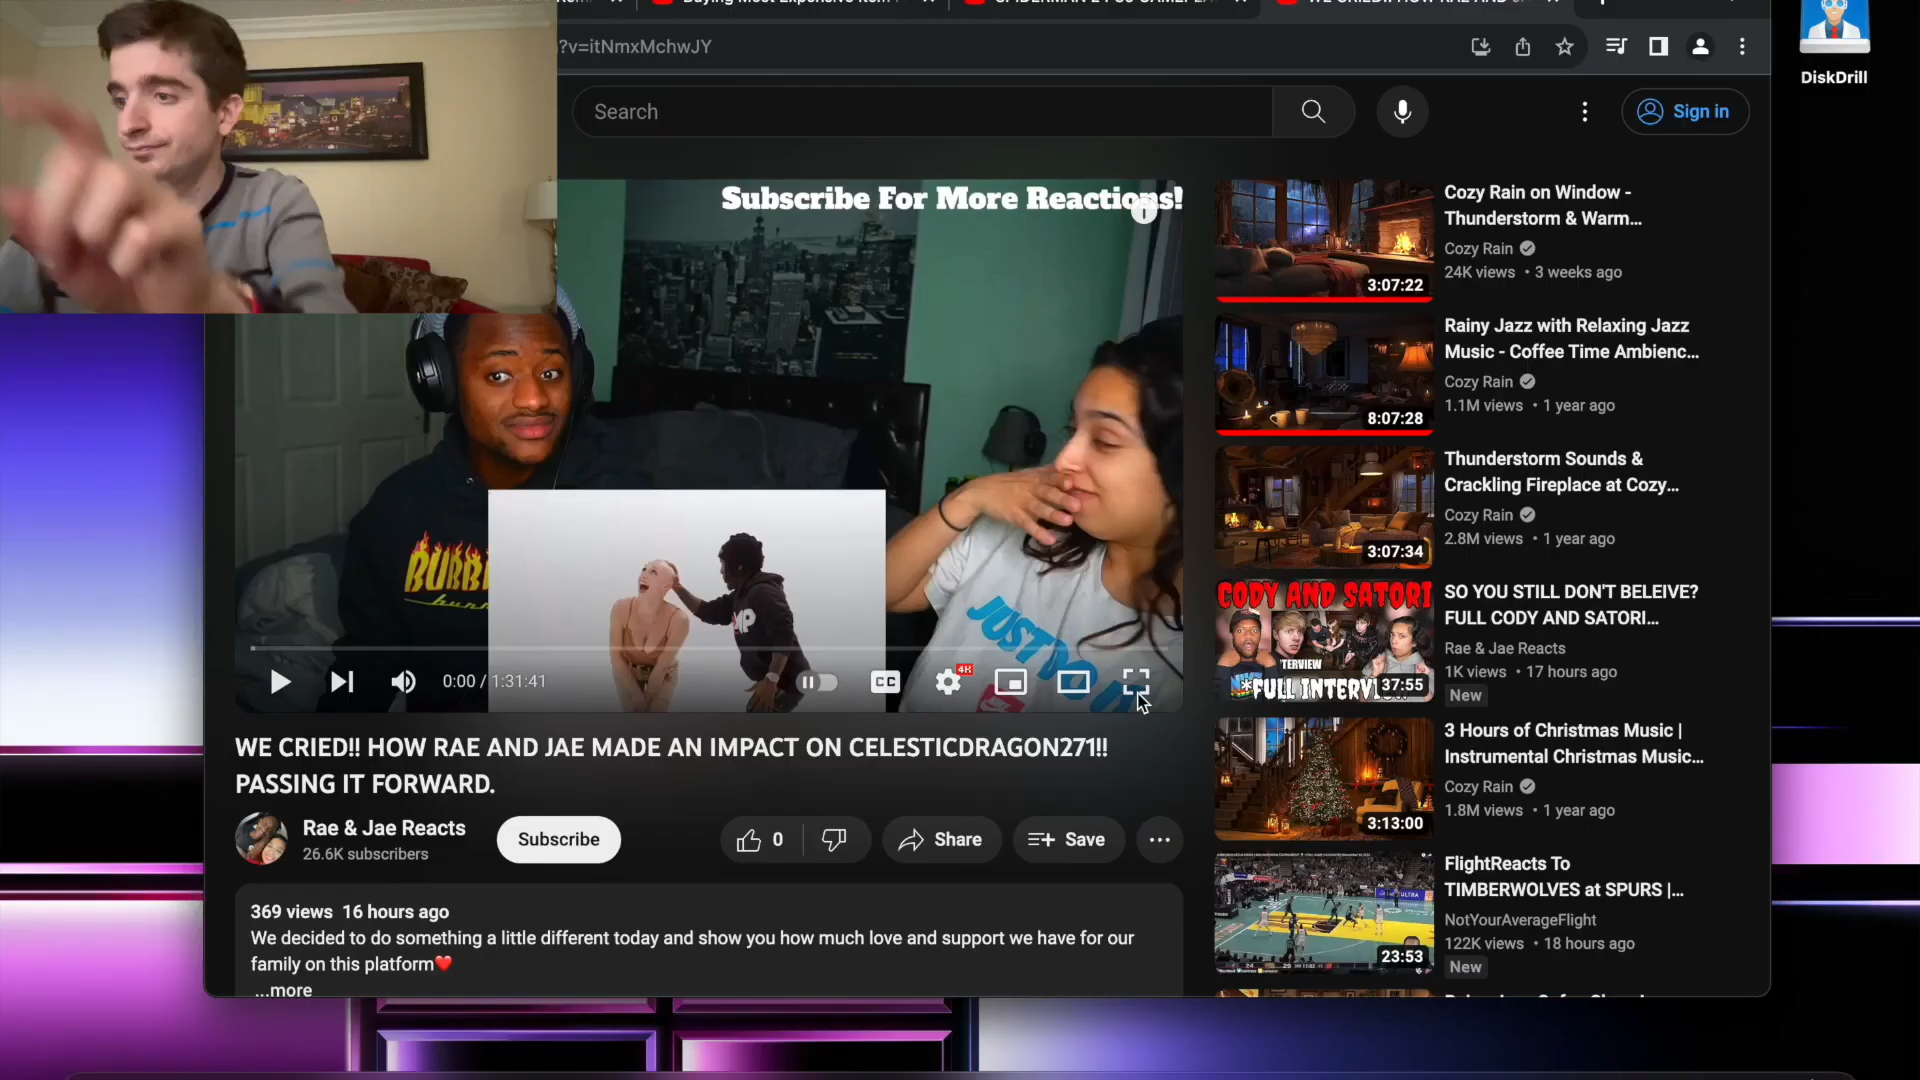 ?v=itNmxMchwJY
DiskDrill
Search
Sign in
Subscribe For More Reactions!
JUST DO IT
0:00 / 1:31:41
CC
4K
WE CRIED!! HOW RAE AND JAE MADE AN IMPACT ON CELESTICDRAGON271!!
PASSING IT FORWARD.
Rae & Jae Reacts
26.6K subscribers
Subscribe
0
Share
Save
369 views 16 hours ago
We decided to do something a little different today and show you how much love and support we have for our
family on this platform❤️
...more
3:07:22
Cozy Rain on Window -
Thunderstorm & Warm...
Cozy Rain
24K views • 3 weeks ago
8:07:28
Rainy Jazz with Relaxing Jazz
Music - Coffee Time Ambienc...
Cozy Rain
1.1M views • 1 year ago
3:07:34
Thunderstorm Sounds &
Crackling Fireplace at Cozy...
Cozy Rain
2.8M views • 1 year ago
CODY AND SATORI
*FULL
37:55
SO YOU STILL DON'T BELEIVE?
FULL CODY AND SATORI...
Rae & Jae Reacts
1K views • 17 hours ago
New
3:13:00
3 Hours of Christmas Music |
Instrumental Christmas Music...
Cozy Rain
1.8M views • 1 year ago
23:53
FlightReacts To
TIMBERWOLVES at SPURS |...
NotYourAverageFlight
122K views • 18 hours ago
New